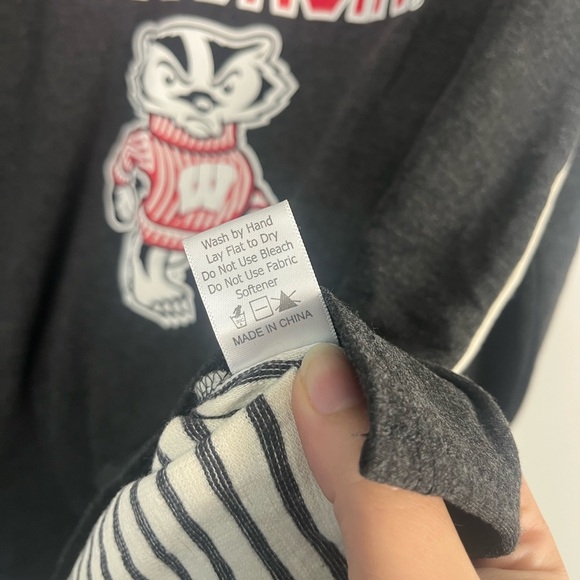 W
Wash by Hand
Lay Flat to Dry
Do Not Use Bleach
Do Not Use Fabric
Softener
MADE IN CHINA